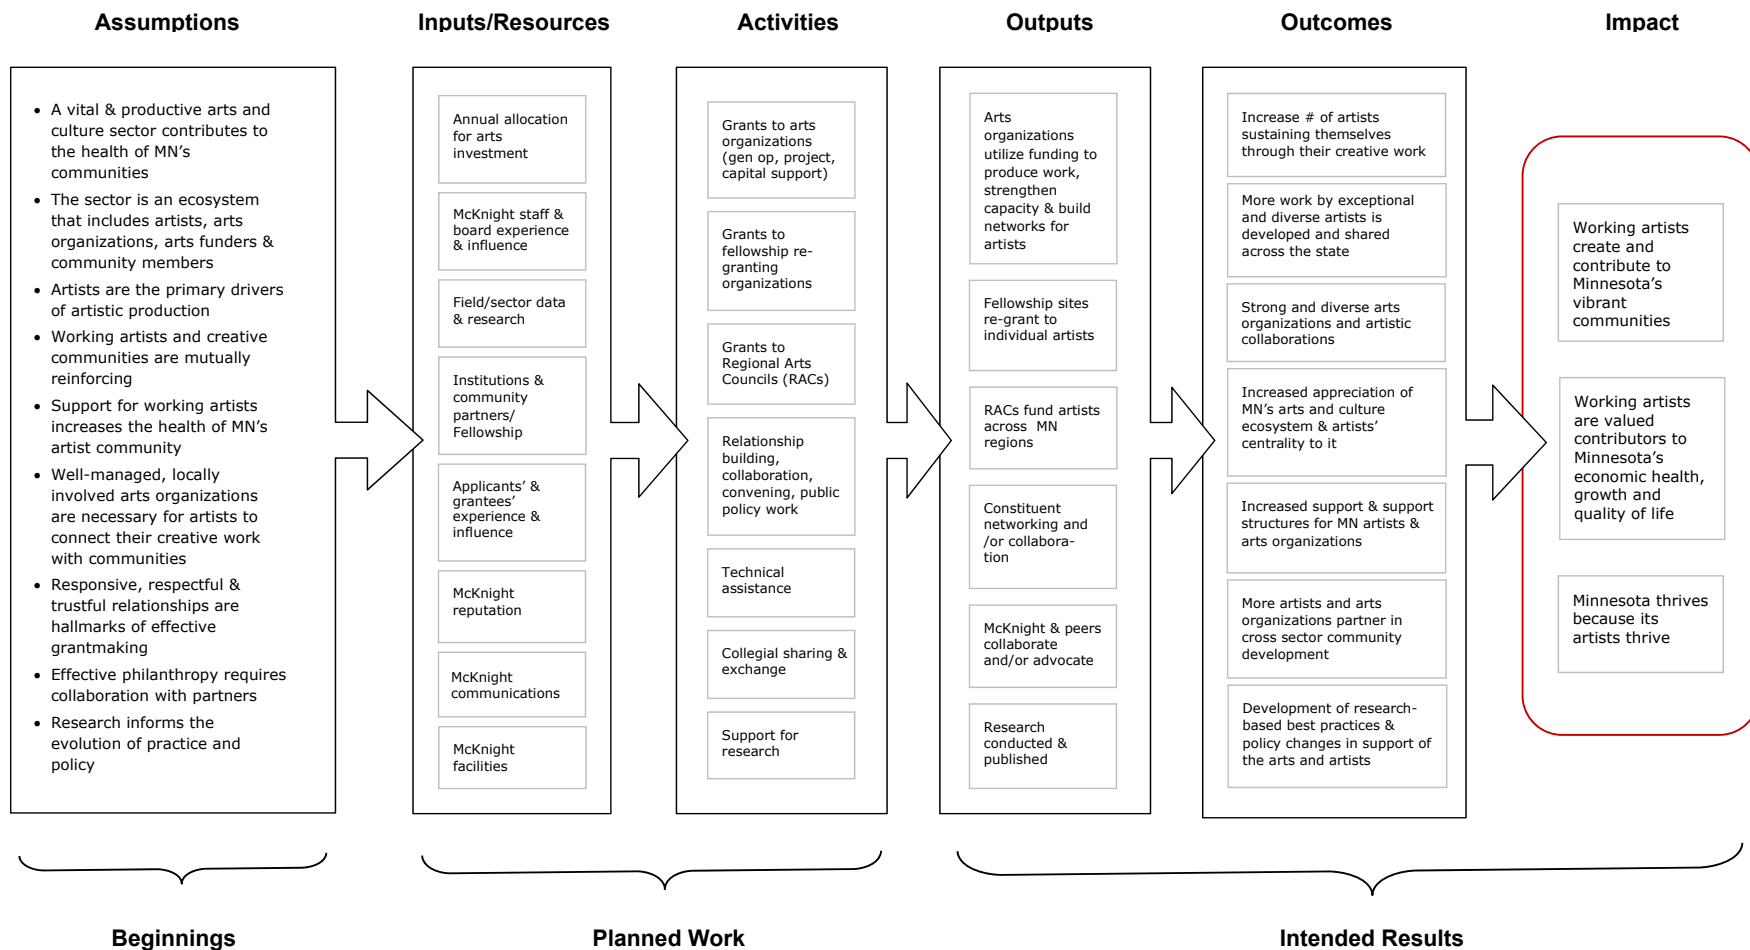 Assumptions
Inputs/Resources
Activities
Outputs
Outcomes
Impact
• A vital & productive arts and
culture sector contributes to
the health of MN’s
communities
• The sector is an ecosystem
that includes artists, arts
organizations, arts funders &
community members
• Artists are the primary drivers
of artistic production
• Working artists and creative
communities are mutually
reinforcing
• Support for working artists
increases the health of MN’s
artist community
• Well-managed, locally
involved arts organizations
are necessary for artists to
connect their creative work
with communities
• Responsive, respectful &
trustful relationships are
hallmarks of effective
grantmaking
• Effective philanthropy requires
collaboration with partners
• Research informs the
evolution of practice and
policy
Annual allocation
for arts
investment
McKnight staff &
board experience
& influence
Field/sector data
& research
Institutions &
community
partners/
Fellowship
Applicants’ &
grantees’
experience &
influence
McKnight
reputation
McKnight
communications
McKnight
facilities
Grants to arts
organizations
(gen op, project,
capital support)
Grants to
fellowship re-
granting
organizations
Grants to
Regional Arts
Councils (RACs)
Relationship
building,
collaboration,
convening, public
policy work
Technical
assistance
Collegial sharing &
exchange
Support for
research
Arts
organizations
utilize funding to
produce work,
strengthen
capacity & build
networks for
artists
Fellowship sites
re-grant to
individual artists
RACs fund artists
across MN
regions
Constituent
networking and
/or collabora-
tion
McKnight & peers
collaborate
and/or advocate
Research
conducted &
published
Increase # of artists
sustaining themselves
through their creative work
More work by exceptional
and diverse artists is
developed and shared
across the state
Strong and diverse arts
organizations and artistic
collaborations
Increased appreciation of
MN’s arts and culture
ecosystem & artists’
centrality to it
Increased support & support
structures for MN artists &
arts organizations
More artists and arts
organizations partner in
cross sector community
development
Development of research-
based best practices &
policy changes in support of
the arts and artists
Working artists
create and
contribute to
Minnesota’s
vibrant
communities
Working artists
are valued
contributors to
Minnesota’s
economic health,
growth and
quality of life
Minnesota thrives
because its
artists thrive
Beginnings
Planned Work
Intended Results